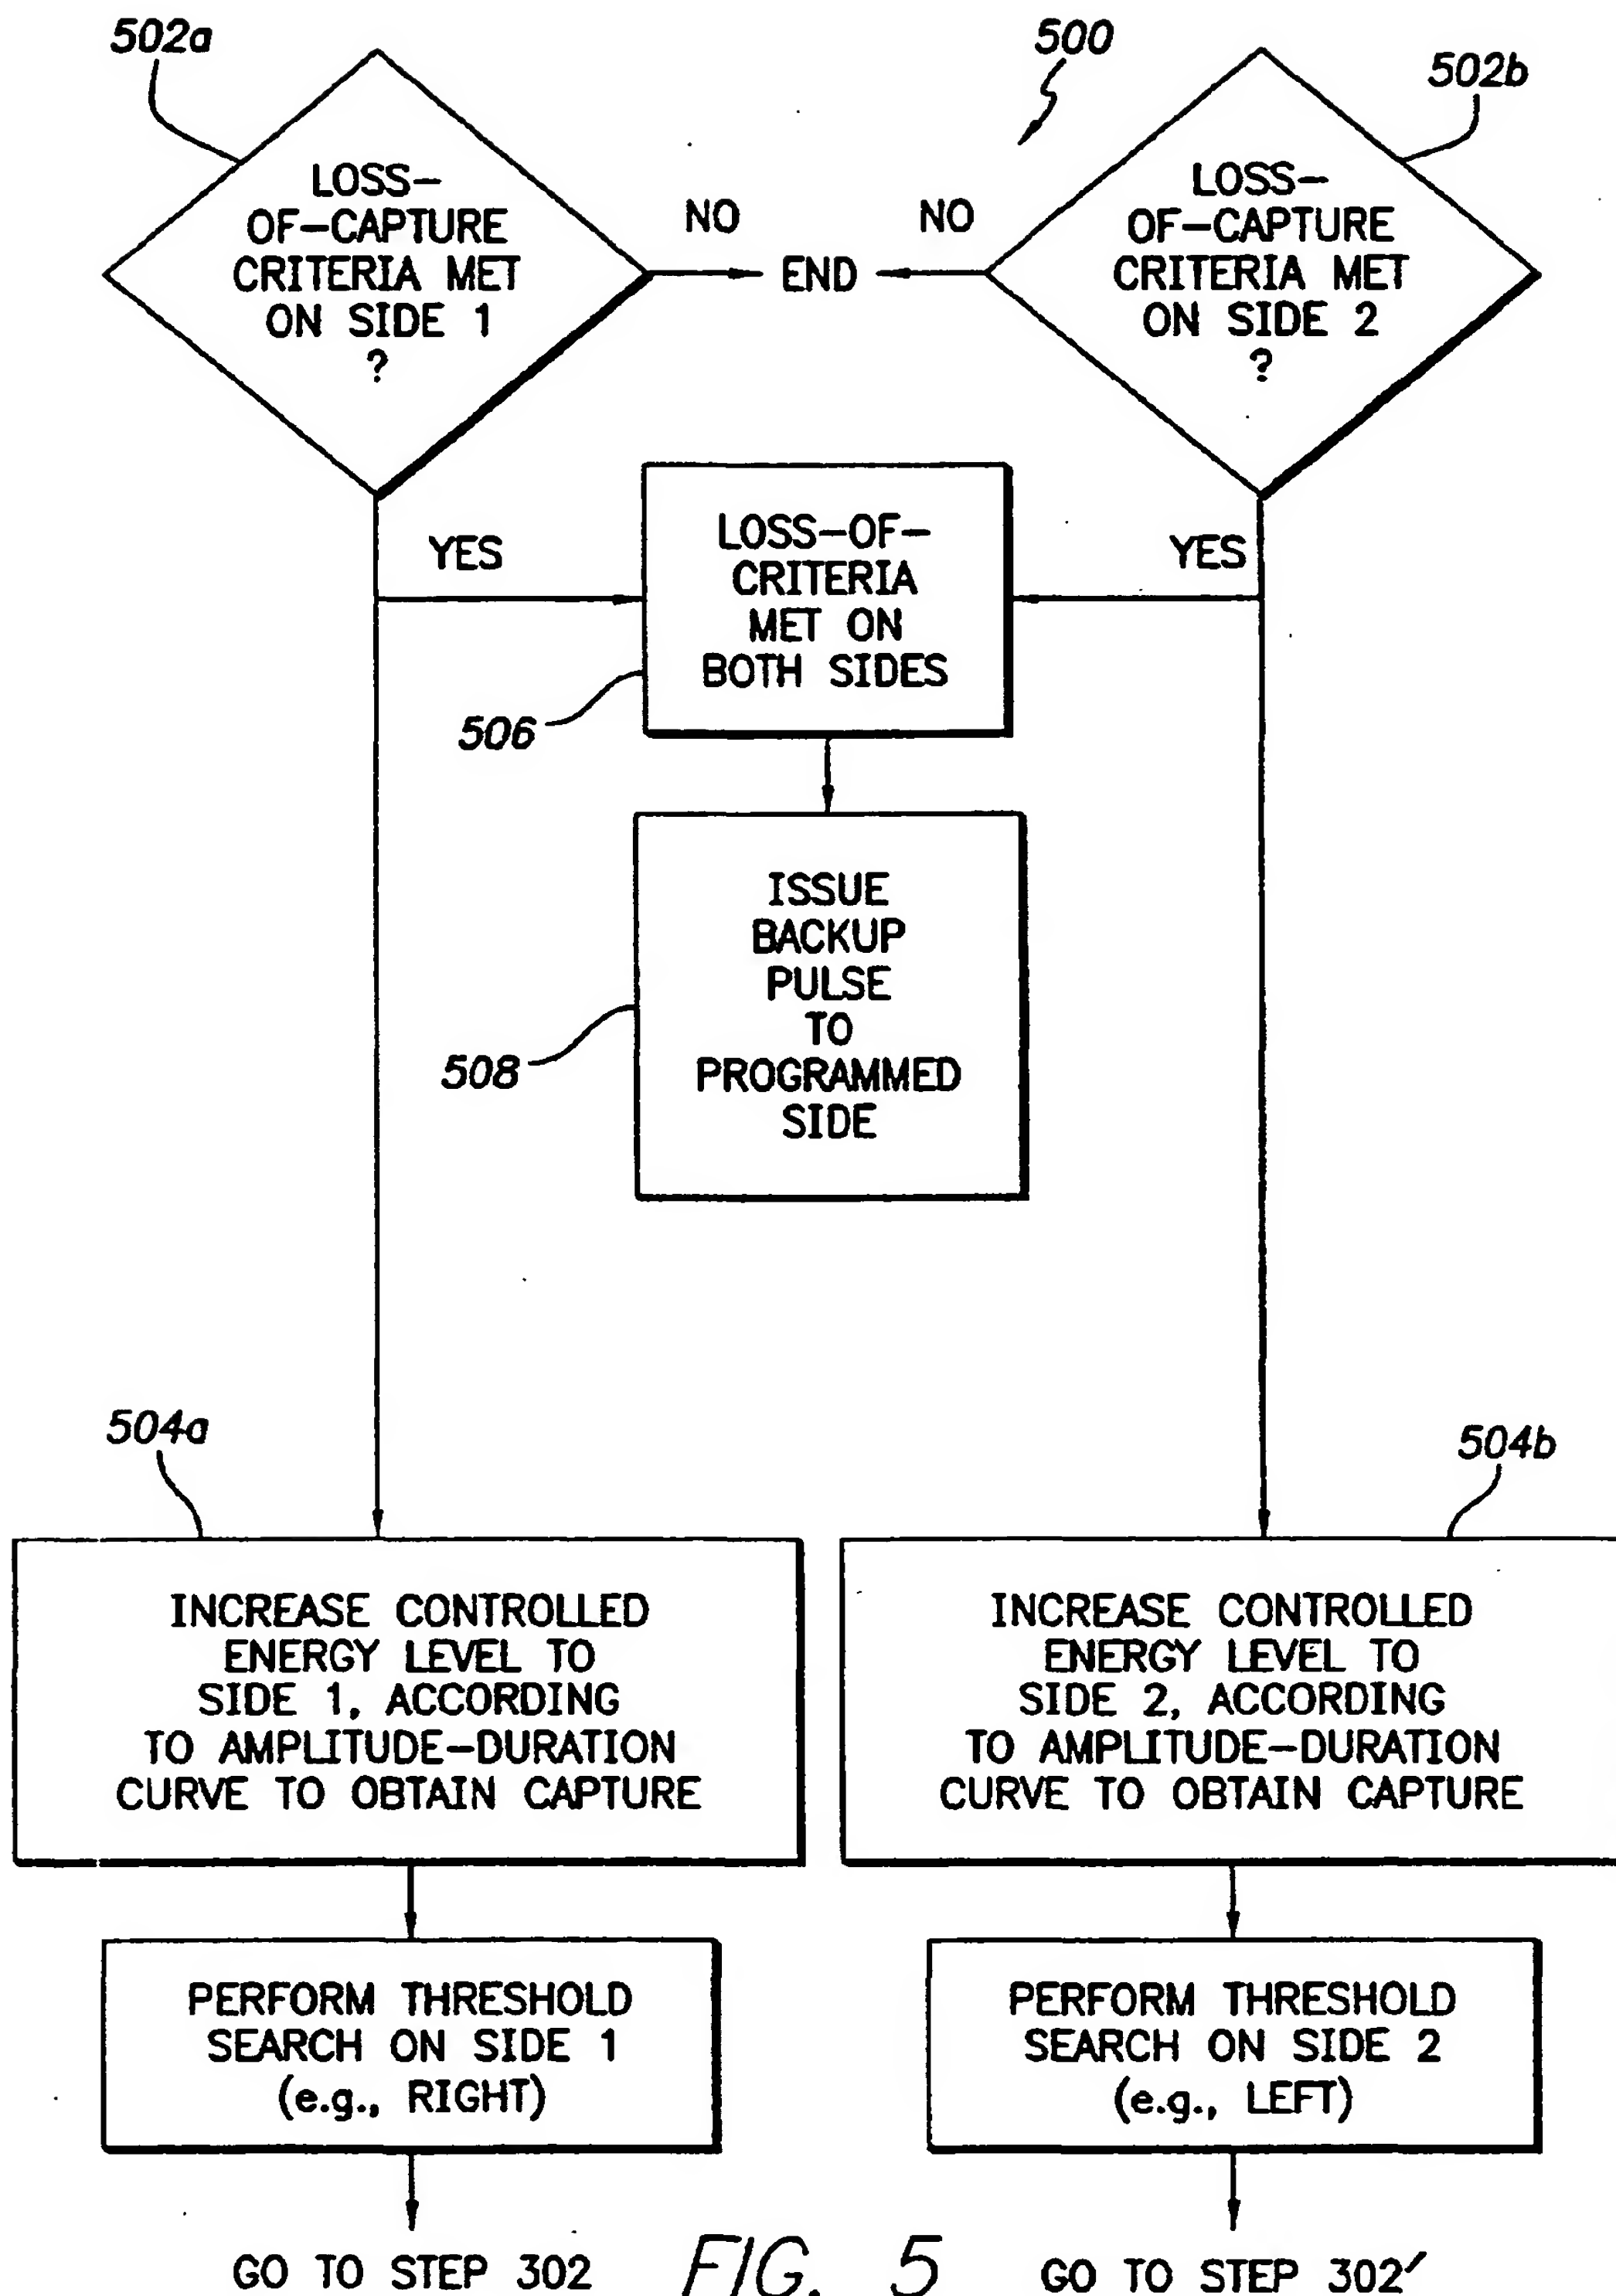 502a
500
502b
LOSS-
OF-CAPTURE
CRITERIA MET
ON SIDE 1
?
NO
END
NO
LOSS-
OF-CAPTURE
CRITERIA MET
ON SIDE 2
?
YES
LOSS-OF-
CRITERIA
MET ON
BOTH SIDES
YES
506
ISSUE
BACKUP
PULSE
TO
PROGRAMMED
SIDE
508
504a
504b
INCREASE CONTROLLED
ENERGY LEVEL TO
SIDE 1, ACCORDING
TO AMPLITUDE-DURATION
CURVE TO OBTAIN CAPTURE
INCREASE CONTROLLED
ENERGY LEVEL TO
SIDE 2, ACCORDING
TO AMPLITUDE-DURATION
CURVE TO OBTAIN CAPTURE
PERFORM THRESHOLD
SEARCH ON SIDE 1
(e.g., RIGHT)
PERFORM THRESHOLD
SEARCH ON SIDE 2
(e.g., LEFT)
GO TO STEP 302
FIG. 5
GO TO STEP 302'